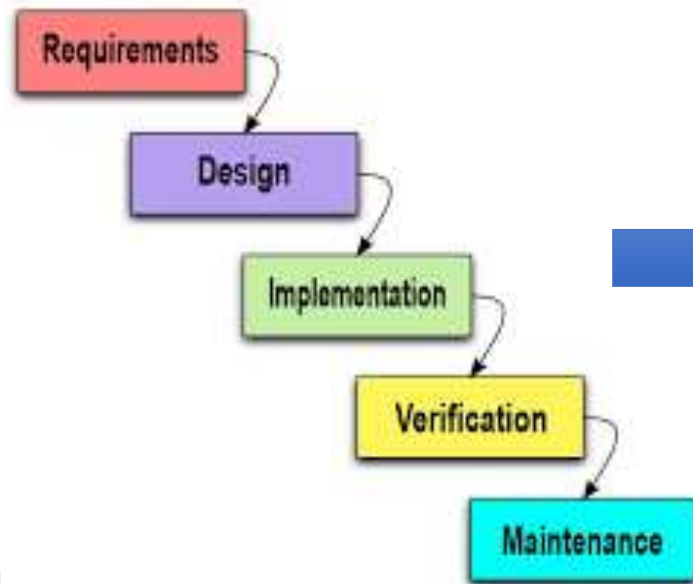 Requirements
Design
Implementation
Verification
Maintenance